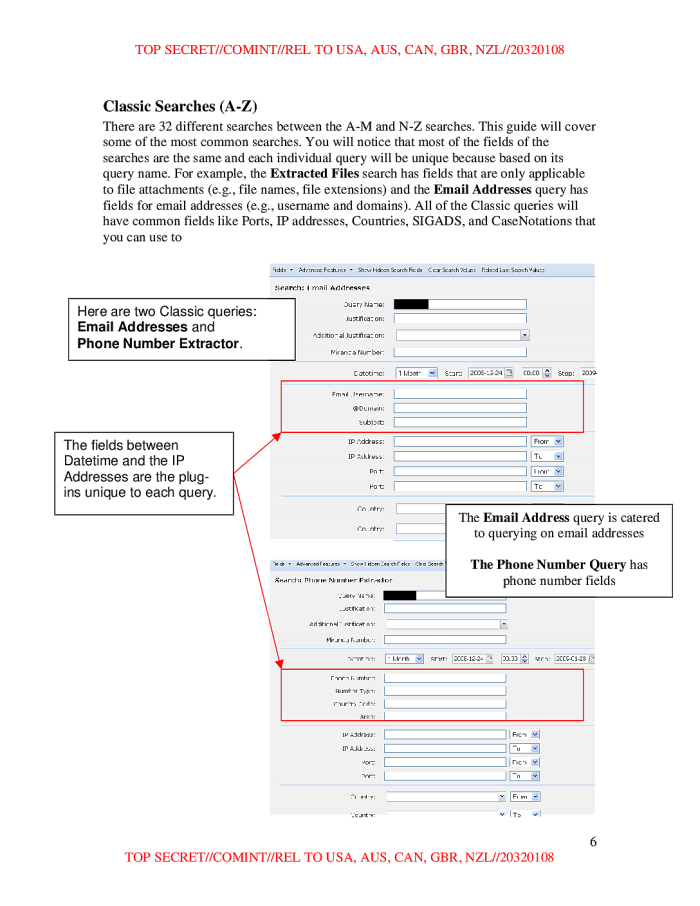 TOP SECRET//COMINT//REL TO USA, AUS, CAN, GBR, NZL//20320108
Classic Searches (A-Z)
There are 32 different searches between the A-M and N-Z searches. This guide will cover
some of the most common searches. You will notice that most of the fields of the
searches are the same and each individual query will be unique because based on its
query name. For example, the Extracted Files search has fields that are only applicable
to file attachments (e.g., file names, file extensions) and the Email Addresses query has
fields for email addresses (e.g., username and domains). All of the Classic queries will
have common fields like Ports, IP addresses, Countries, SIGADS, and CaseNotations that
you can use to
Fields Advanced Features Show Hidden Search Fields Clear Search Values Reload Last Search Values
Search: Email Addresses
Here are two Classic queries:
Email Addresses and
Phone Number Extractor.
Query Name:
Justification:
Additional Justification:
Miranda Number:
Datetime: 1 Month Start: 2008-12-24 00:00 Stop: 2009-
Email Username:
@Domain:
Subject:
The fields between
Datetime and the IP
Addresses are the plug-
ins unique to each query.
IP Address: From
IP Address: To
Port: From
Port: To
Country:
Country:
The Email Address query is catered
to querying on email addresses
The Phone Number Query has
phone number fields
Fields Advanced Features Show Hidden Search Fields Clear Search
Search: Phone Number Extractor
Query Name:
Justification:
Additional Justification:
Miranda Number:
Datetime: 1 Month Start: 2008-12-24 00:00 Stop: 2009-01-23
Phone Number:
Number Type:
Country Code:
Area:
IP Address: From
IP Address: To
Port: From
Port: To
Country: From
Country: To
6
TOP SECRET//COMINT//REL TO USA, AUS, CAN, GBR, NZL//20320108